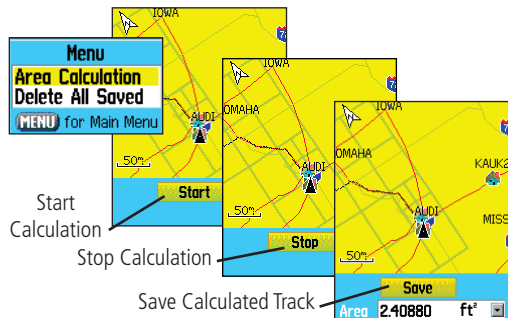 Menu
Area Calculation
Delete All Saved
MENU for Main Menu
IOWA
AUDI
50m
Start
IOWA
OMAHA
AUDI
50m
Stop
IOWA
OMAHA
KAUK
AUDI
MISS
50m
Save
Area 2.40880 ft²
Start
Calculation
Stop Calculation
Save Calculated Track